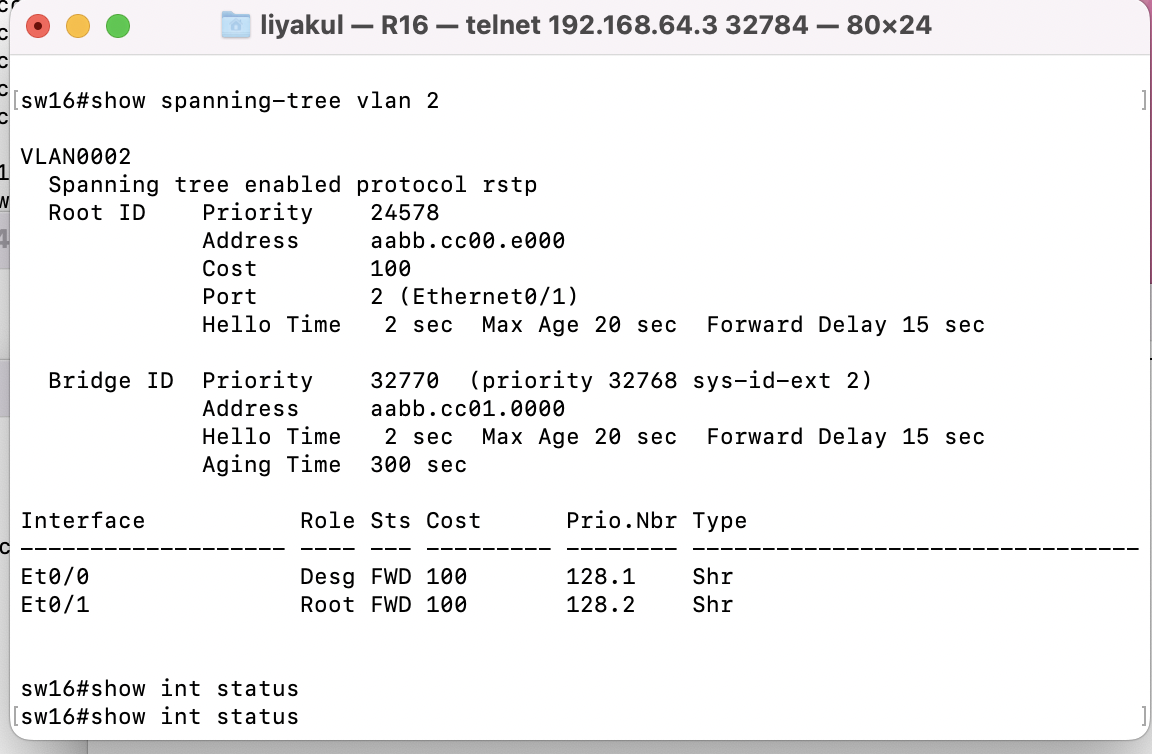 liyakul — R16 — telnet 192.168.64.3 32784 — 80×24
[sw16#show spanning-tree vlan 2 ]
VLAN0002
  Spanning tree enabled protocol rstp
  Root ID    Priority    24578
             Address     aabb.cc00.e000
             Cost        100
             Port        2 (Ethernet0/1)
             Hello Time   2 sec  Max Age 20 sec  Forward Delay 15 sec
  Bridge ID  Priority    32770  (priority 32768 sys-id-ext 2)
             Address     aabb.cc01.0000
             Hello Time   2 sec  Max Age 20 sec  Forward Delay 15 sec
             Aging Time  300 sec
Interface           Role Sts Cost      Prio.Nbr Type
------------------- ---- --- --------- -------- --------------------------------
Et0/0               Desg FWD 100       128.1    Shr
Et0/1               Root FWD 100       128.2    Shr
sw16#show int status
[sw16#show int status ]